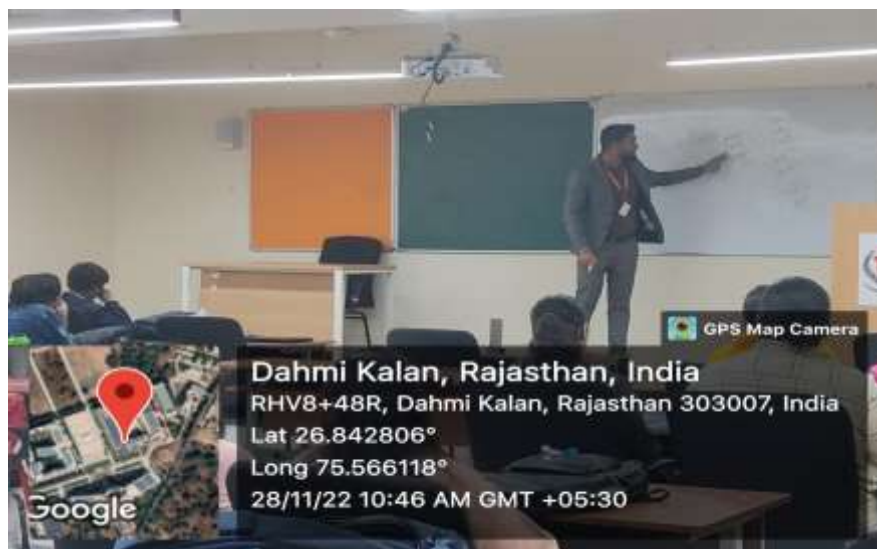 GPS Map Camera
Dahmi Kalan, Rajasthan, India
RHV8+48R, Dahmi Kalan, Rajasthan 303007, India
Lat 26.842806°
Long 75.566118°
28/11/22 10:46 AM GMT +05:30
Google